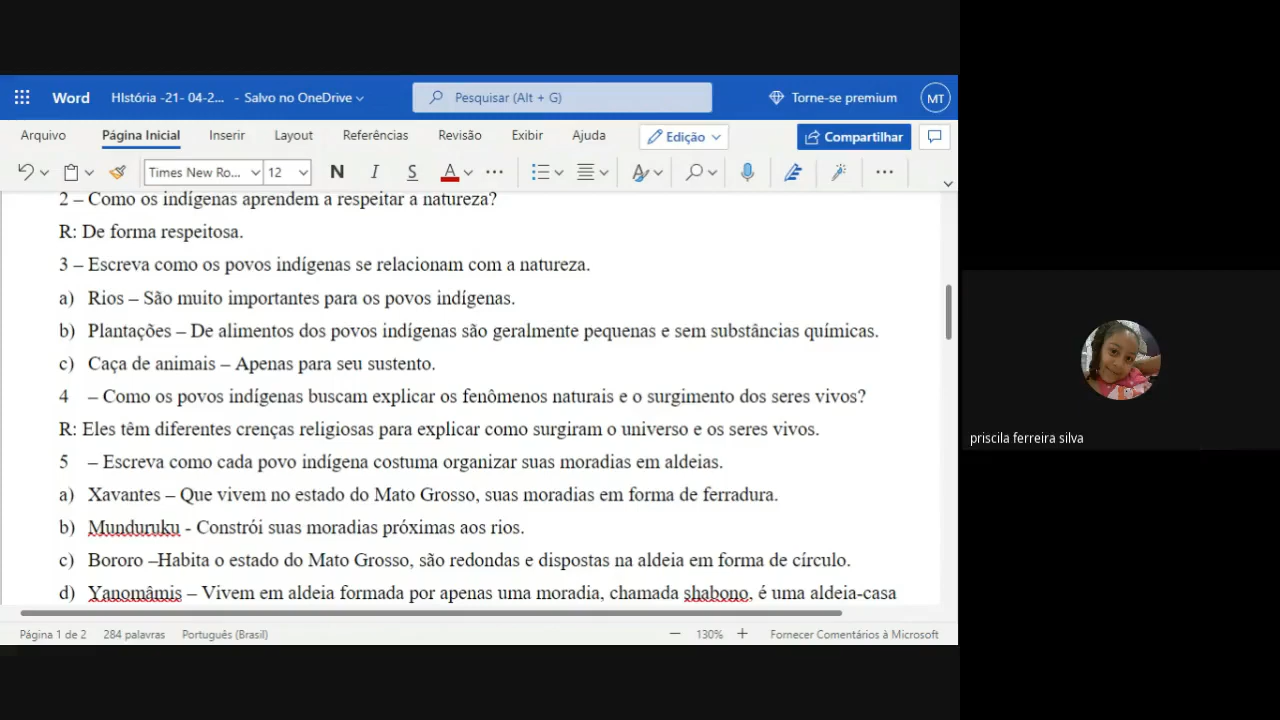 Word HIstória -21- 04-2... - Salvo no OneDrive Pesquisar (Alt + G) Torne-se premium MT
Arquivo Página Inicial Inserir Layout Referências Revisão Exibir Ajuda Edição Compartilhar
Times New Ro... 12 N I S A ...
2 – Como os indígenas aprendem a respeitar a natureza?
R: De forma respeitosa.
3 – Escreva como os povos indígenas se relacionam com a natureza.
a) Rios – São muito importantes para os povos indígenas.
b) Plantações – De alimentos dos povos indígenas são geralmente pequenas e sem substâncias químicas.
c) Caça de animais – Apenas para seu sustento.
4 – Como os povos indígenas buscam explicar os fenômenos naturais e o surgimento dos seres vivos?
R: Eles têm diferentes crenças religiosas para explicar como surgiram o universo e os seres vivos.
5 – Escreva como cada povo indígena costuma organizar suas moradias em aldeias.
a) Xavantes – Que vivem no estado do Mato Grosso, suas moradias em forma de ferradura.
b) Munduruku - Constrói suas moradias próximas aos rios.
c) Bororo –Habita o estado do Mato Grosso, são redondas e dispostas na aldeia em forma de círculo.
d) Yanomâmis – Vivem em aldeia formada por apenas uma moradia, chamada shabono, é uma aldeia-casa
Página 1 de 2 284 palavras Português (Brasil) — 130% + Fornecer Comentários à Microsoft
priscila ferreira silva